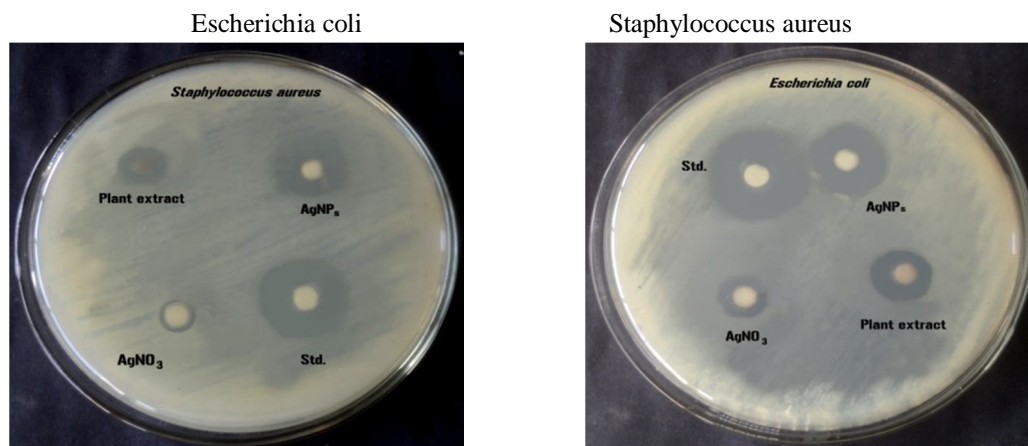 Escherichia coli
Staphylococcus aureus
Staphylococcus aureus
Plant extract
AgNPs
AgNO3
Std.
Escherichia coli
Std.
AgNPs
AgNO3
Plant extract